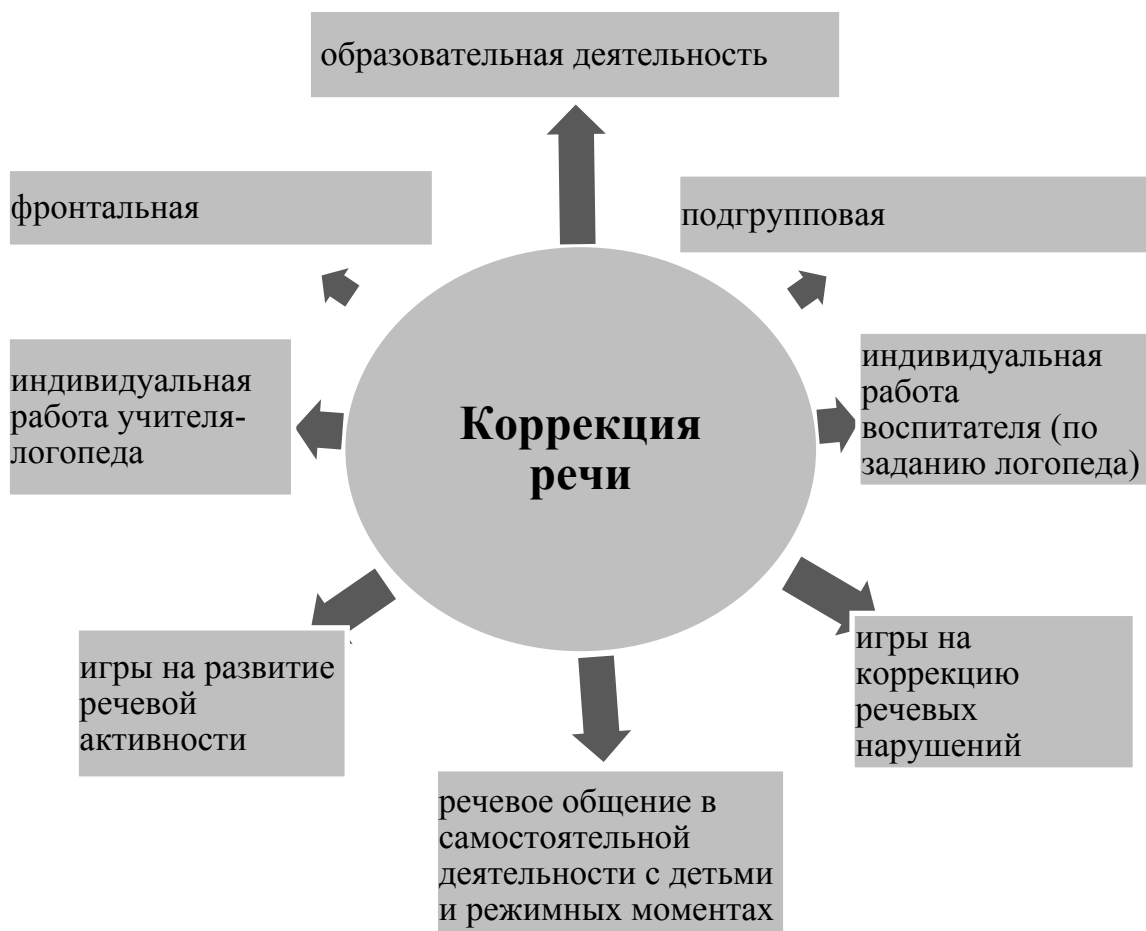 образовательная деятельность
фронтальная
подгрупповая
индивидуальная
работа учителя-
логопеда
Коррекция
речи
индивидуальная
работа
воспитателя (по
заданию логопеда)
игры на развитие
речевой
активности
игры на
коррекцию
речевых
нарушений
речевое общение в
самостоятельной
деятельности с детьми
и режимных моментах